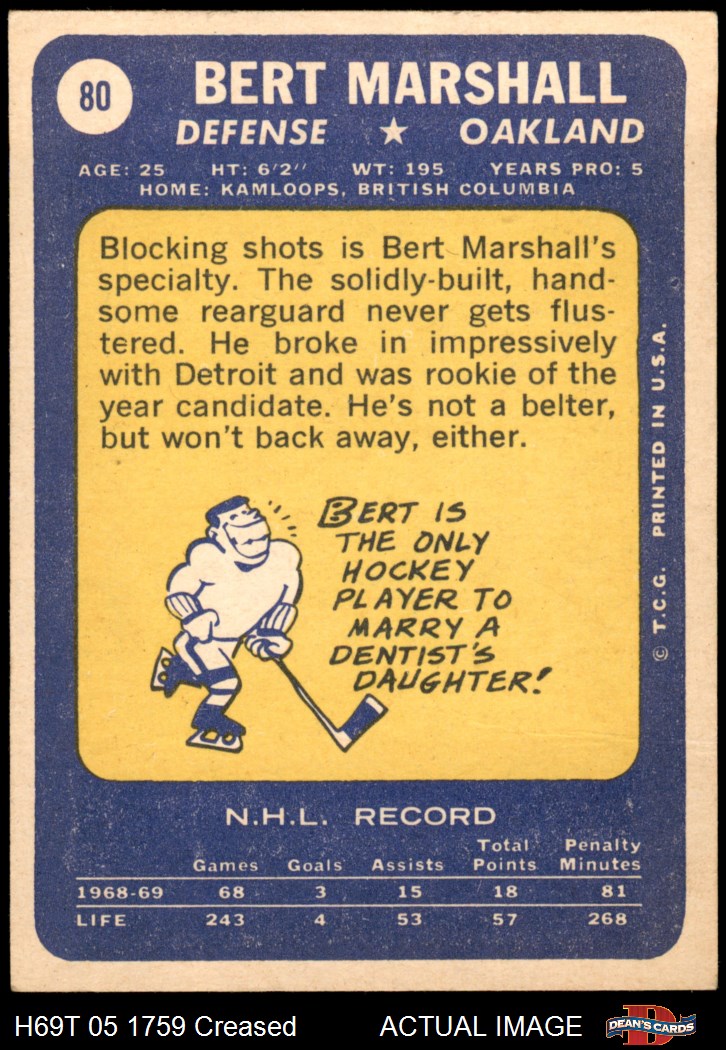 80
BERT MARSHALL
DEFENSE ★ OAKLAND
AGE: 25 HT: 6'2" WT: 195 YEARS PRO: 5
HOME: KAMLOOPS, BRITISH COLUMBIA
Blocking shots is Bert Marshall's
specialty. The solidly-built, hand-
some rearguard never gets flus-
tered. He broke in impressively
with Detroit and was rookie of the
year candidate. He's not a belter,
but won't back away, either.
BERT IS
THE ONLY
HOCKEY
PLAYER TO
MARRY A
DENTIST'S
DAUGHTER!
© T.C.G. PRINTED IN U.S.A.
N.H.L. RECORD
Games Goals Assists Total Points Penalty Minutes
1968-69 68 3 15 18 81
LIFE 243 4 53 57 268
H69T 05 1759 Creased ACTUAL IMAGE
D
DEAN'S CARDS